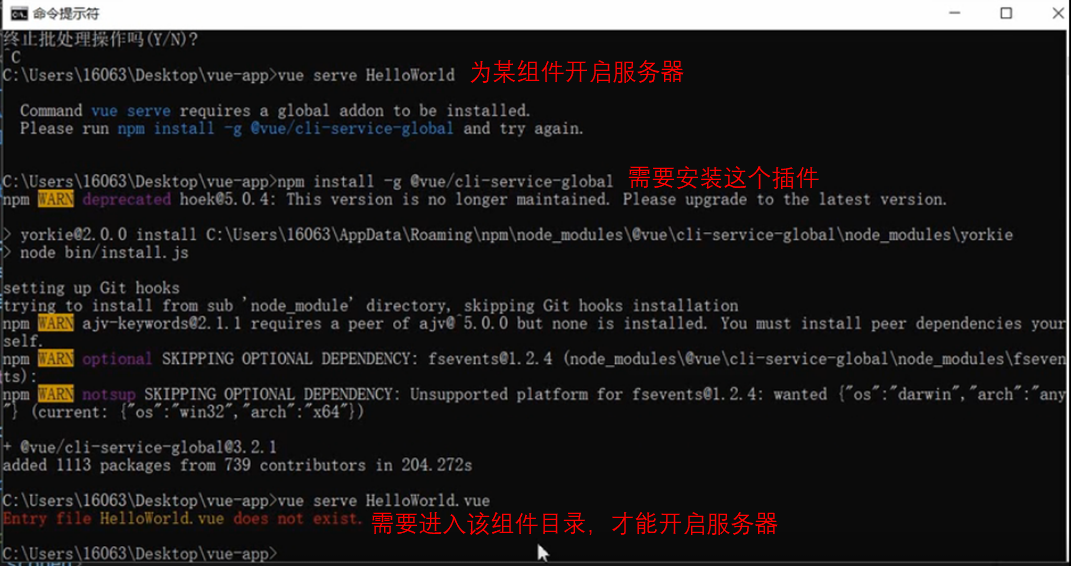 命令提示符
终止批处理操作吗(Y/N)?
^C
C:\Users\16063\Desktop\vue-app>vue serve HelloWorld 为某组件开启服务器
Command vue serve requires a global addon to be installed.
Please run npm install -g @vue/cli-service-global and try again.
C:\Users\16063\Desktop\vue-app>npm install -g @vue/cli-service-global 需要安装这个插件
npm WARN deprecated hoek@5.0.4: This version is no longer maintained. Please upgrade to the latest version.
> yorkie@2.0.0 install C:\Users\16063\AppData\Roaming\npm\node_modules\@vue\cli-service-global\node_modules\yorkie
> node bin/install.js
setting up Git hooks
trying to install from sub 'node_module' directory, skipping Git hooks installation
npm WARN ajv-keywords@2.1.1 requires a peer of ajv@^5.0.0 but none is installed. You must install peer dependencies your
self.
npm WARN optional SKIPPING OPTIONAL DEPENDENCY: fsevents@1.2.4 (node_modules\@vue\cli-service-global\node_modules\fseven
ts):
npm WARN notsup SKIPPING OPTIONAL DEPENDENCY: Unsupported platform for fsevents@1.2.4: wanted {"os":"darwin","arch":"any
"} (current: {"os":"win32","arch":"x64"})
+ @vue/cli-service-global@3.2.1
added 1113 packages from 739 contributors in 204.272s
C:\Users\16063\Desktop\vue-app>vue serve HelloWorld.vue
Entry file HelloWorld.vue does not exist. 需要进入该组件目录，才能开启服务器
C:\Users\16063\Desktop\vue-app>